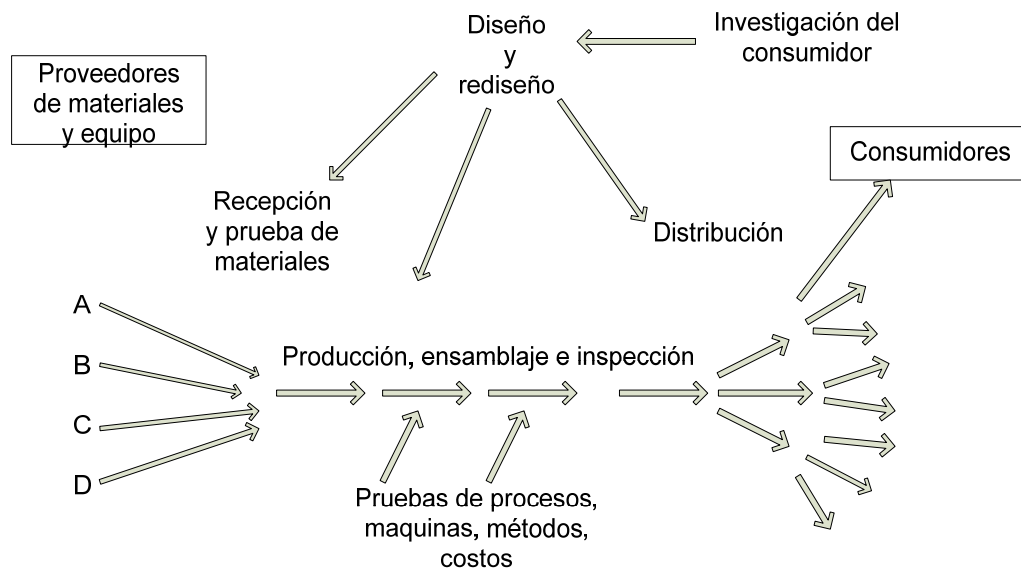 Diseño
y
rediseño
Investigación del
consumidor
Proveedores
de materiales
y equipo
Consumidores
Recepción
y prueba de
materiales
Distribución
A
B
C
D
Producción, ensamblaje e inspección
Pruebas de procesos,
maquinas, métodos,
costos